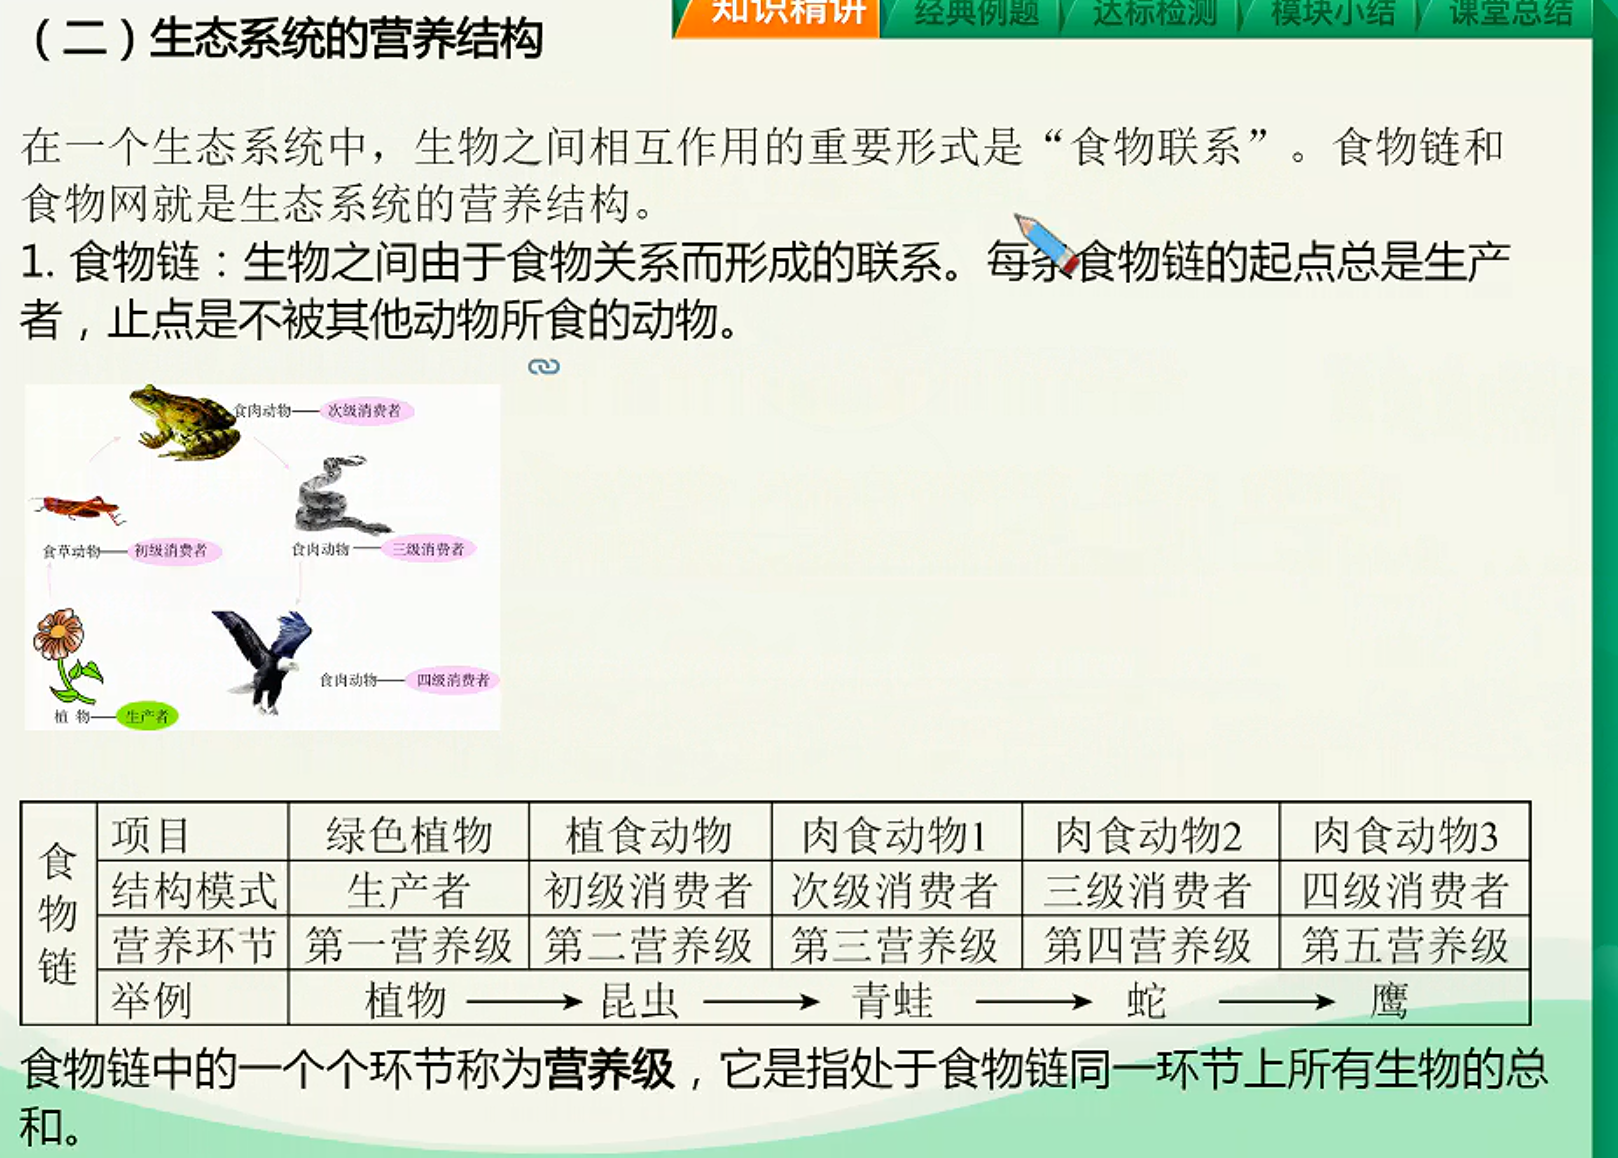 知识精讲 经典例题 达标检测 模块小结 课堂总结
（二）生态系统的营养结构
在一个生态系统中，生物之间相互作用的重要形式是“食物联系”。食物链和
食物网就是生态系统的营养结构。
1. 食物链：生物之间由于食物关系而形成的联系。每条食物链的起点总是生产
者，止点是不被其他动物所食的动物。
食肉动物 次级消费者
食草动物 初级消费者
食肉动物 三级消费者
食肉动物 四级消费者
植 物 生产者
食物链
项目 绿色植物 植食动物 肉食动物1 肉食动物2 肉食动物3
结构模式 生产者 初级消费者 次级消费者 三级消费者 四级消费者
营养环节 第一营养级 第二营养级 第三营养级 第四营养级 第五营养级
举例 植物 → 昆虫 → 青蛙 → 蛇 → 鹰
食物链中的一个个环节称为营养级，它是指处于食物链同一环节上所有生物的总
和。